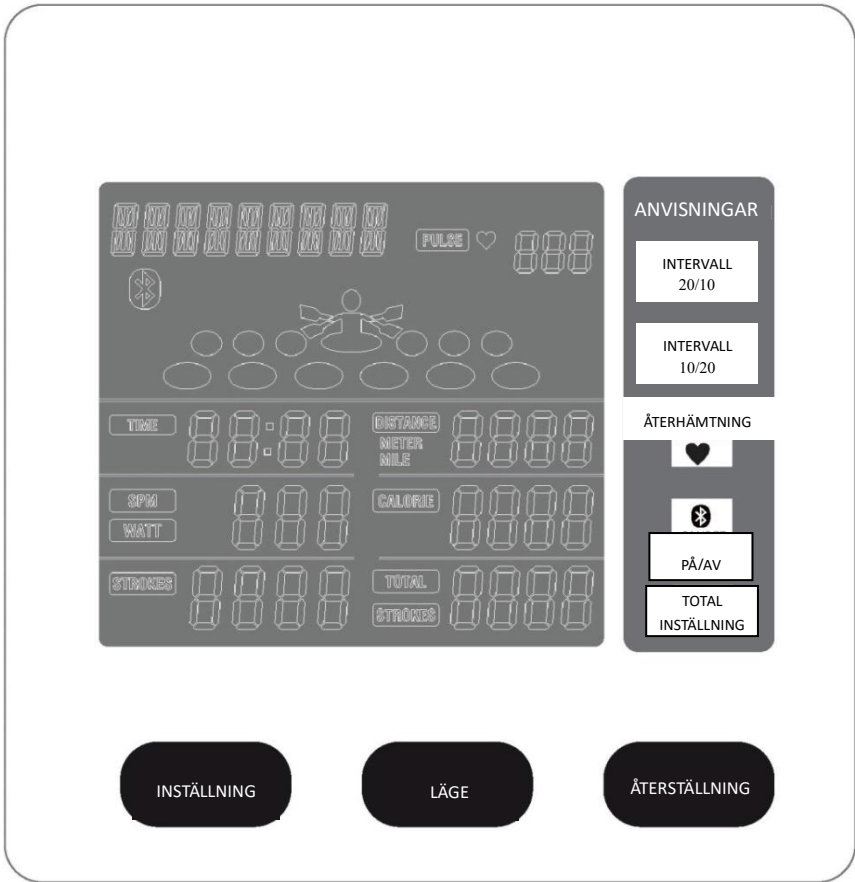 PULSE
TIME
DISTANCE
METER
MILE
SPM
WATT
CALORIE
STROKES
TOTAL
STROKES
ANVISNINGAR
INTERVALL
20/10
INTERVALL
10/20
ÅTERHÄMTNING
PÅ/AV
TOTAL
INSTÄLLNING
INSTÄLLNING
LÄGE
ÅTERSTÄLLNING